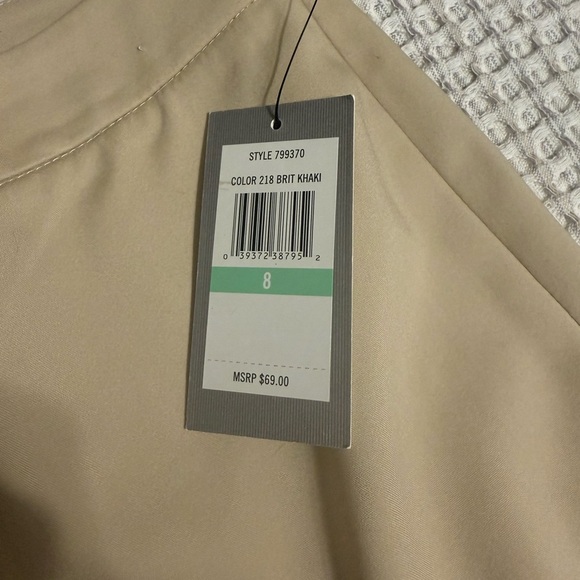 STYLE 799370
COLOR 218 BRIT KHAKI
0 39372 38795 2
8
MSRP $69.00